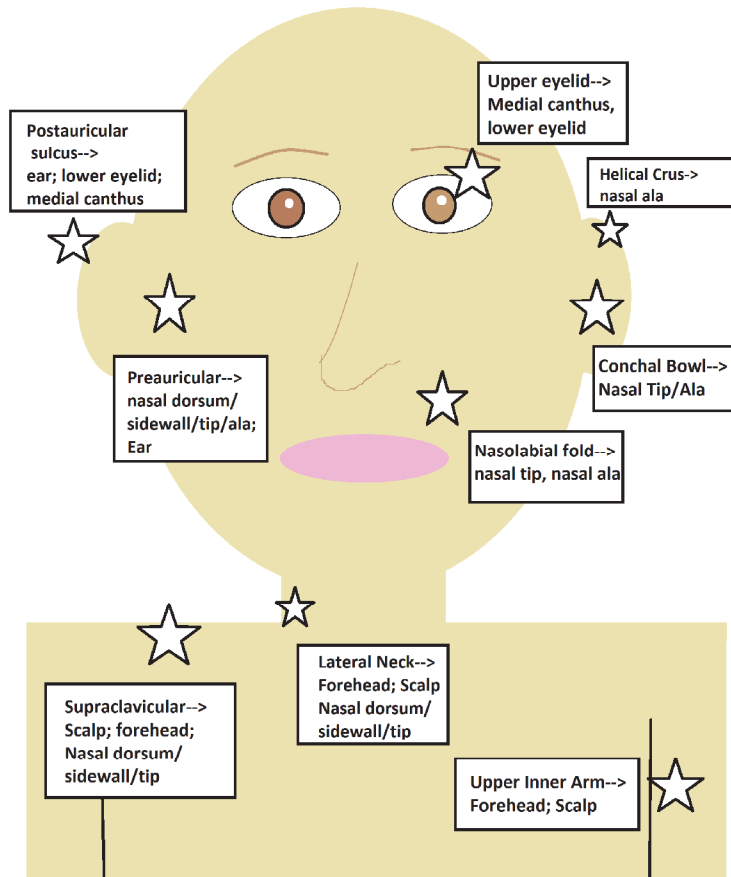 Upper eyelid-->
Medial canthus,
lower eyelid
Postauricular
sulcus-->
ear; lower eyelid;
medial canthus
Helical Crus->
nasal ala
Conchal Bowl-->
Nasal Tip/Ala
Preauricular-->
nasal dorsum/
sidewall/tip/ala;
Ear
Nasolabial fold-->
nasal tip, nasal ala
Lateral Neck-->
Forehead; Scalp
Nasal dorsum/
sidewall/tip
Supraclavicular-->
Scalp; forehead;
Nasal dorsum/
sidewall/tip
Upper Inner Arm-->
Forehead; Scalp